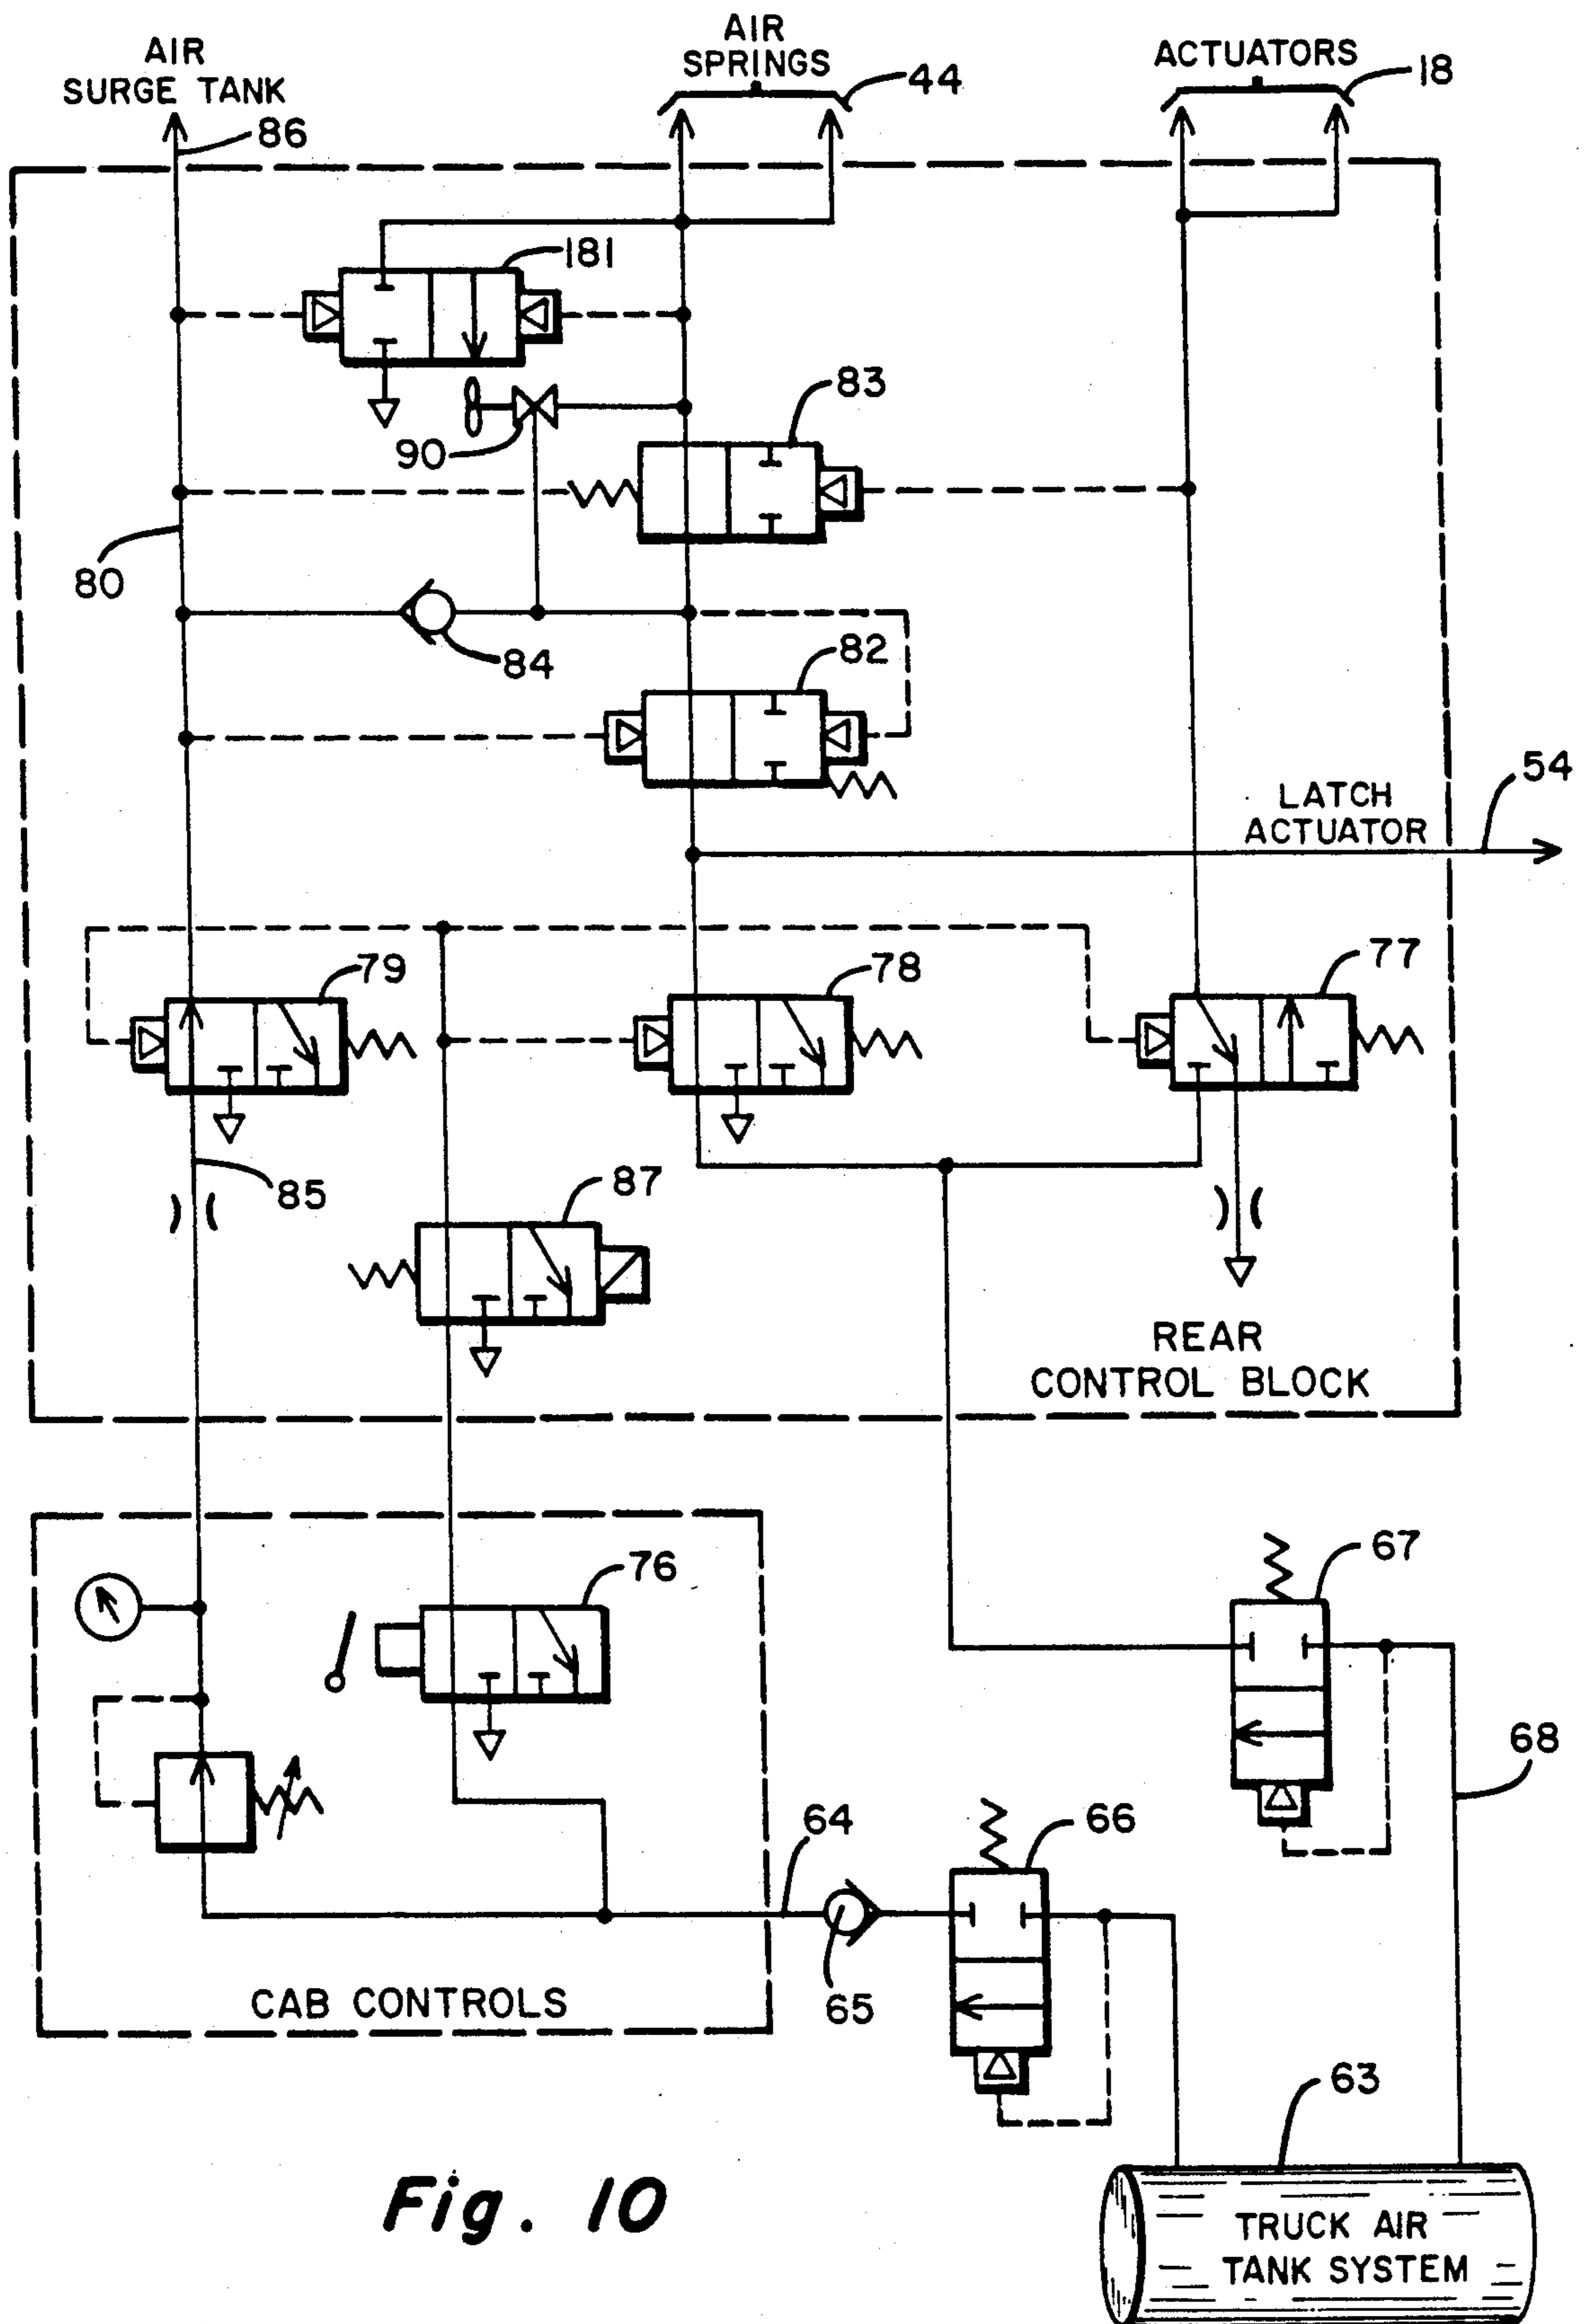 AIR
SURGE TANK
86
AIR
SPRINGS
44
ACTUATORS
18
181
83
90
80
84
82
54
LATCH
ACTUATOR
79
78
77
85
87
REAR
CONTROL BLOCK
76
67
68
64
66
65
CAB CONTROLS
63
TRUCK AIR
TANK SYSTEM
Fig. 10